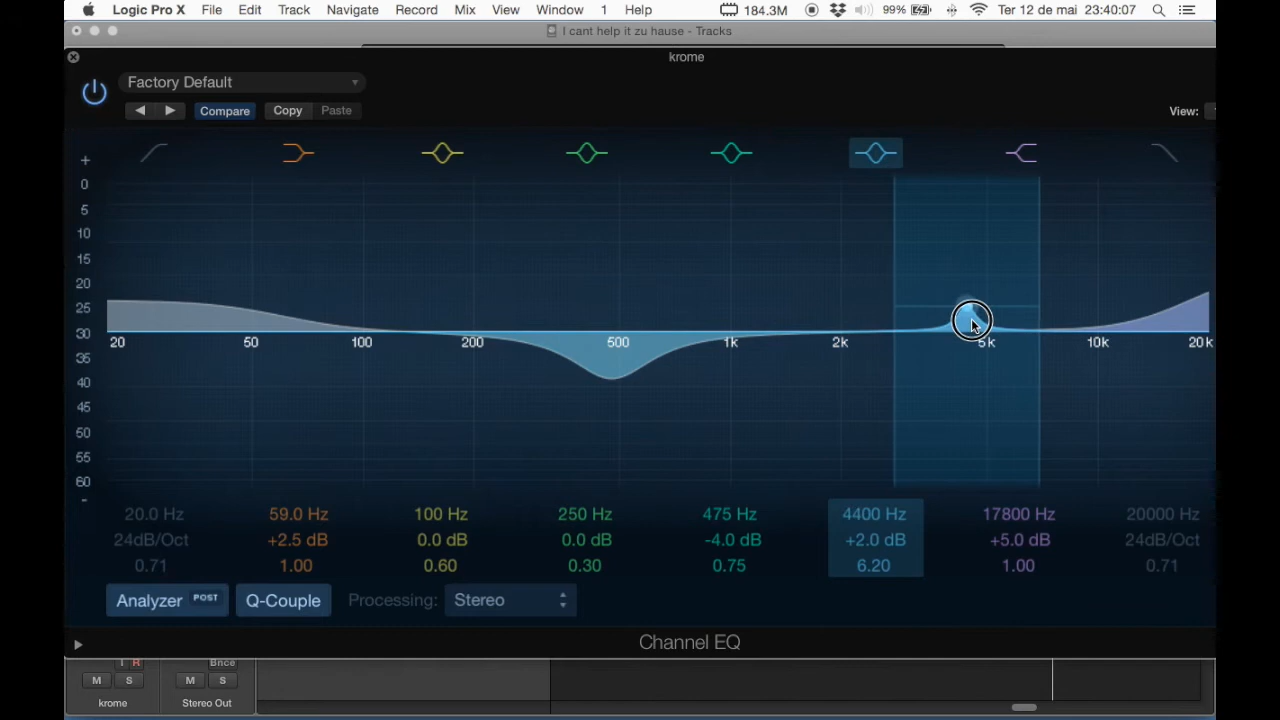 Logic Pro X File Edit Track Navigate Record Mix View Window 1 Help 184.3M 99% Ter 12 de mai 23:40:07
I cant help it zu hause - Tracks
krome
Factory Default
Compare Copy Paste View:
+
0
5
10
15
20
25
30
35
40
45
50
55
60
-
20 50 100 200 500 1k 2k 5k 10k 20k
20.0 Hz 59.0 Hz 100 Hz 250 Hz 475 Hz 4400 Hz 17800 Hz 20000 Hz
24dB/Oct +2.5 dB 0.0 dB 0.0 dB -4.0 dB +2.0 dB +5.0 dB 24dB/Oct
0.71 1.00 0.60 0.30 0.75 6.20 1.00 0.71
Analyzer POST Q-Couple Processing: Stereo
Channel EQ
I R Bnce
M S M S
krome Stereo Out